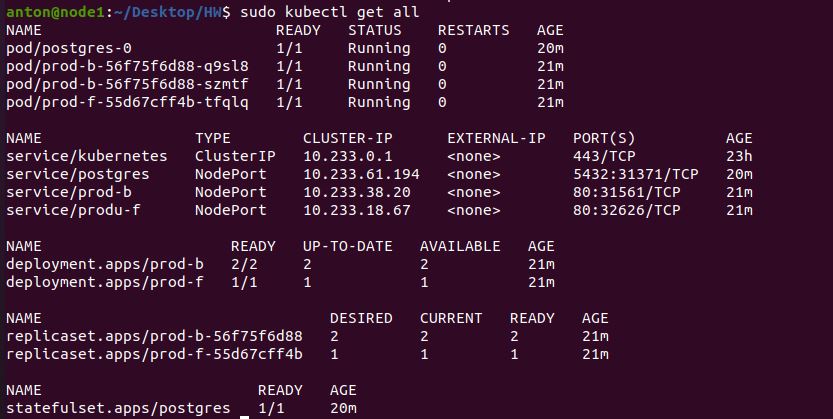 anton@node1:~/Desktop/HW$ sudo kubectl get all
NAME READY STATUS RESTARTS AGE
pod/postgres-0 1/1 Running 0 20m
pod/prod-b-56f75f6d88-q9sl8 1/1 Running 0 21m
pod/prod-b-56f75f6d88-szmtf 1/1 Running 0 21m
pod/prod-f-55d67cff4b-tfqlq 1/1 Running 0 21m
NAME TYPE CLUSTER-IP EXTERNAL-IP PORT(S) AGE
service/kubernetes ClusterIP 10.233.0.1 <none> 443/TCP 23h
service/postgres NodePort 10.233.61.194 <none> 5432:31371/TCP 20m
service/prod-b NodePort 10.233.38.20 <none> 80:31561/TCP 21m
service/produ-f NodePort 10.233.18.67 <none> 80:32626/TCP 21m
NAME READY UP-TO-DATE AVAILABLE AGE
deployment.apps/prod-b 2/2 2 2 21m
deployment.apps/prod-f 1/1 1 1 21m
NAME DESIRED CURRENT READY AGE
replicaset.apps/prod-b-56f75f6d88 2 2 2 21m
replicaset.apps/prod-f-55d67cff4b 1 1 1 21m
NAME READY AGE
statefulset.apps/postgres 1/1 20m